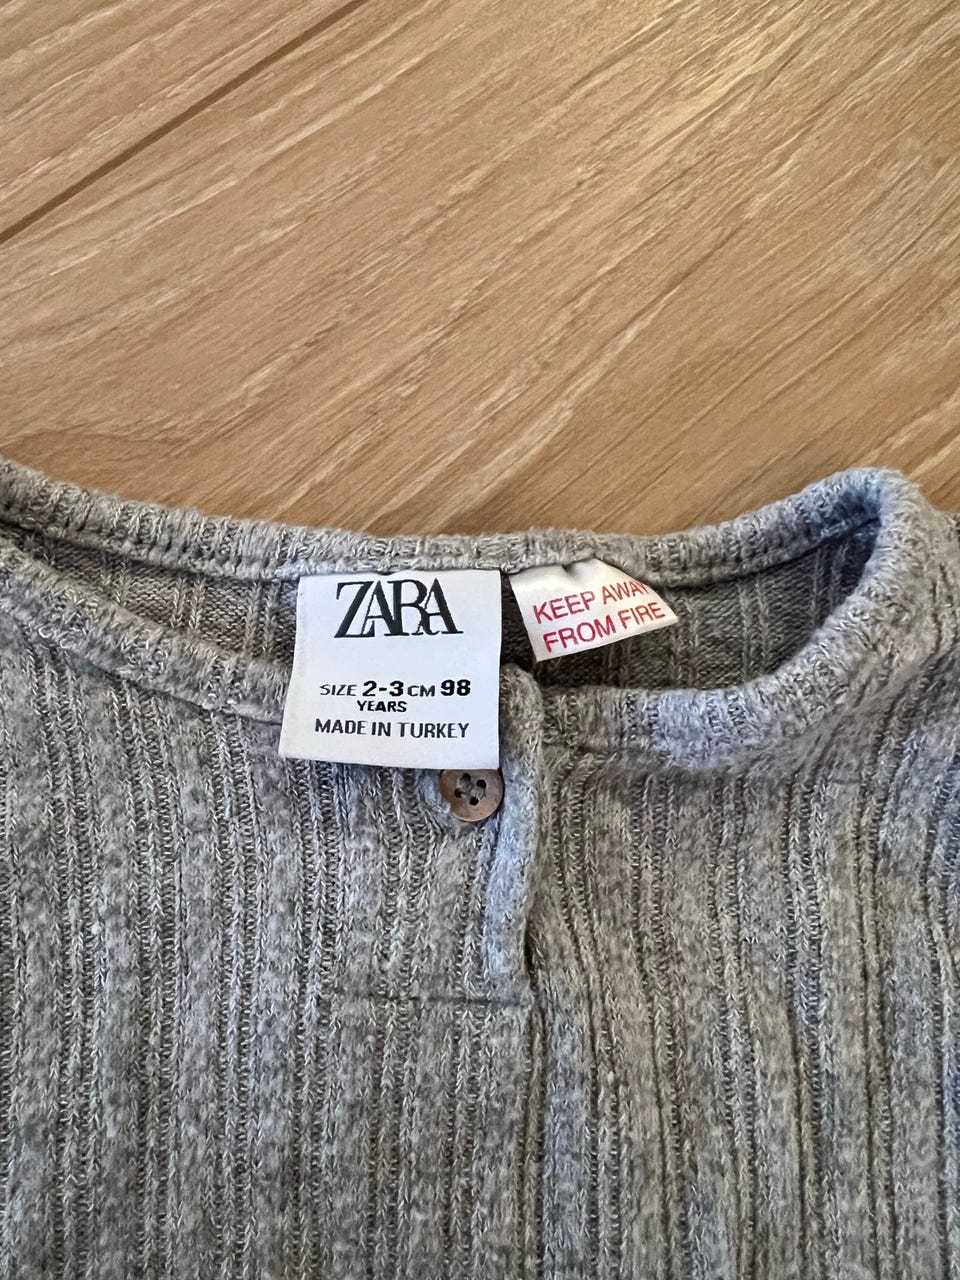 ZARA
SIZE 2-3 CM 98
YEARS
MADE IN TURKEY
KEEP AWAY
FROM FIRE